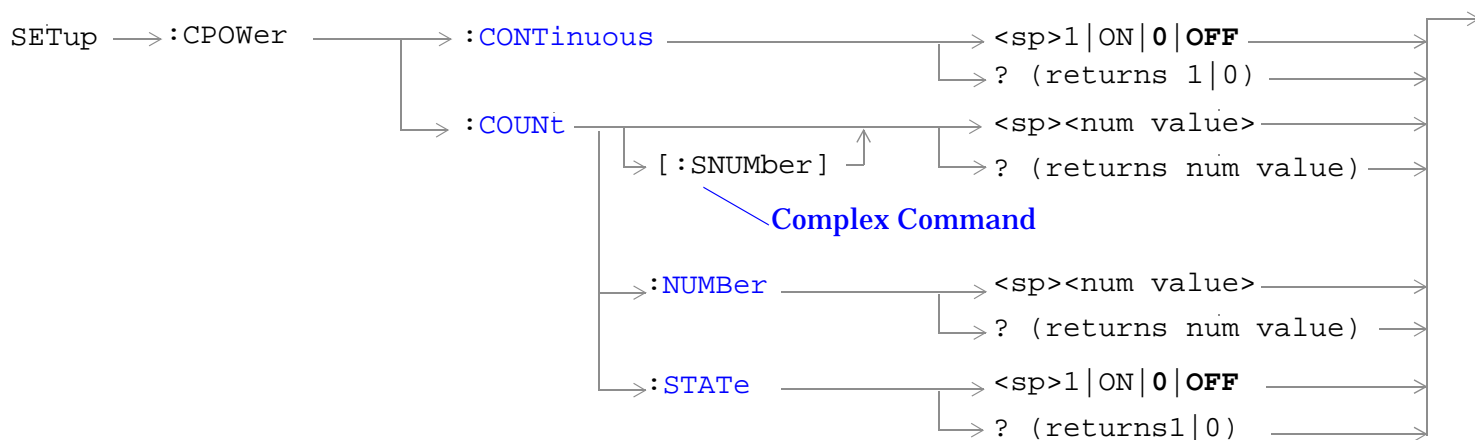 SETup :CPOWer :CONTinuous <sp>1|ON|0|OFF
? (returns 1|0)
:COUNt <sp><num value>
[:SNUMber] ? (returns num value)
Complex Command
:NUMBer <sp><num value>
? (returns num value)
:STATe <sp>1|ON|0|OFF
? (returns1|0)